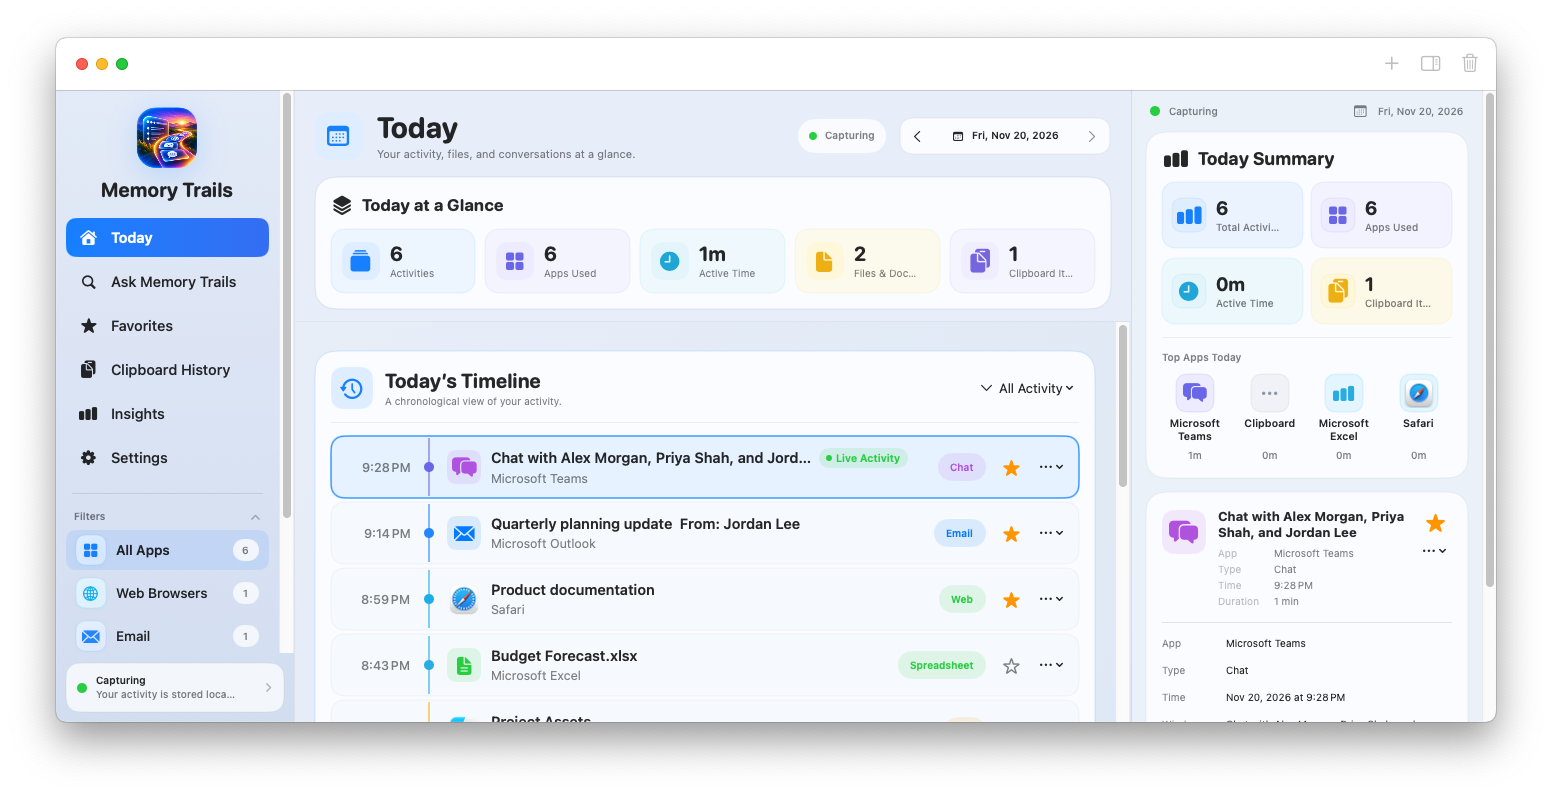 Memory Trails
Today
Ask Memory Trails
Favorites
Clipboard History
Insights
Settings
Filters
All Apps 6
Web Browsers 1
Email 1
Capturing
Your activity is stored loca...
Today
Your activity, files, and conversations at a glance.
Capturing
Fri, Nov 20, 2026
Today at a Glance
6
Activities
6
Apps Used
1m
Active Time
2
Files & Doc...
1
Clipboard It...
Today's Timeline
A chronological view of your activity.
All Activity
9:28 PM
Chat with Alex Morgan, Priya Shah, and Jord...
Live Activity
Microsoft Teams
Chat
9:14 PM
Quarterly planning update From: Jordan Lee
Microsoft Outlook
Email
8:59 PM
Product documentation
Safari
Web
8:43 PM
Budget Forecast.xlsx
Microsoft Excel
Spreadsheet
Project Assets
Capturing
Fri, Nov 20, 2026
Today Summary
6
Total Activi...
6
Apps Used
0m
Active Time
1
Clipboard It...
Top Apps Today
Microsoft
Teams
1m
Clipboard
0m
Microsoft
Excel
0m
Safari
0m
Chat with Alex Morgan, Priya
Shah, and Jordan Lee
App Microsoft Teams
Type Chat
Time 9:28 PM
Duration 1 min
App Microsoft Teams
Type Chat
Time Nov 20, 2026 at 9:28 PM